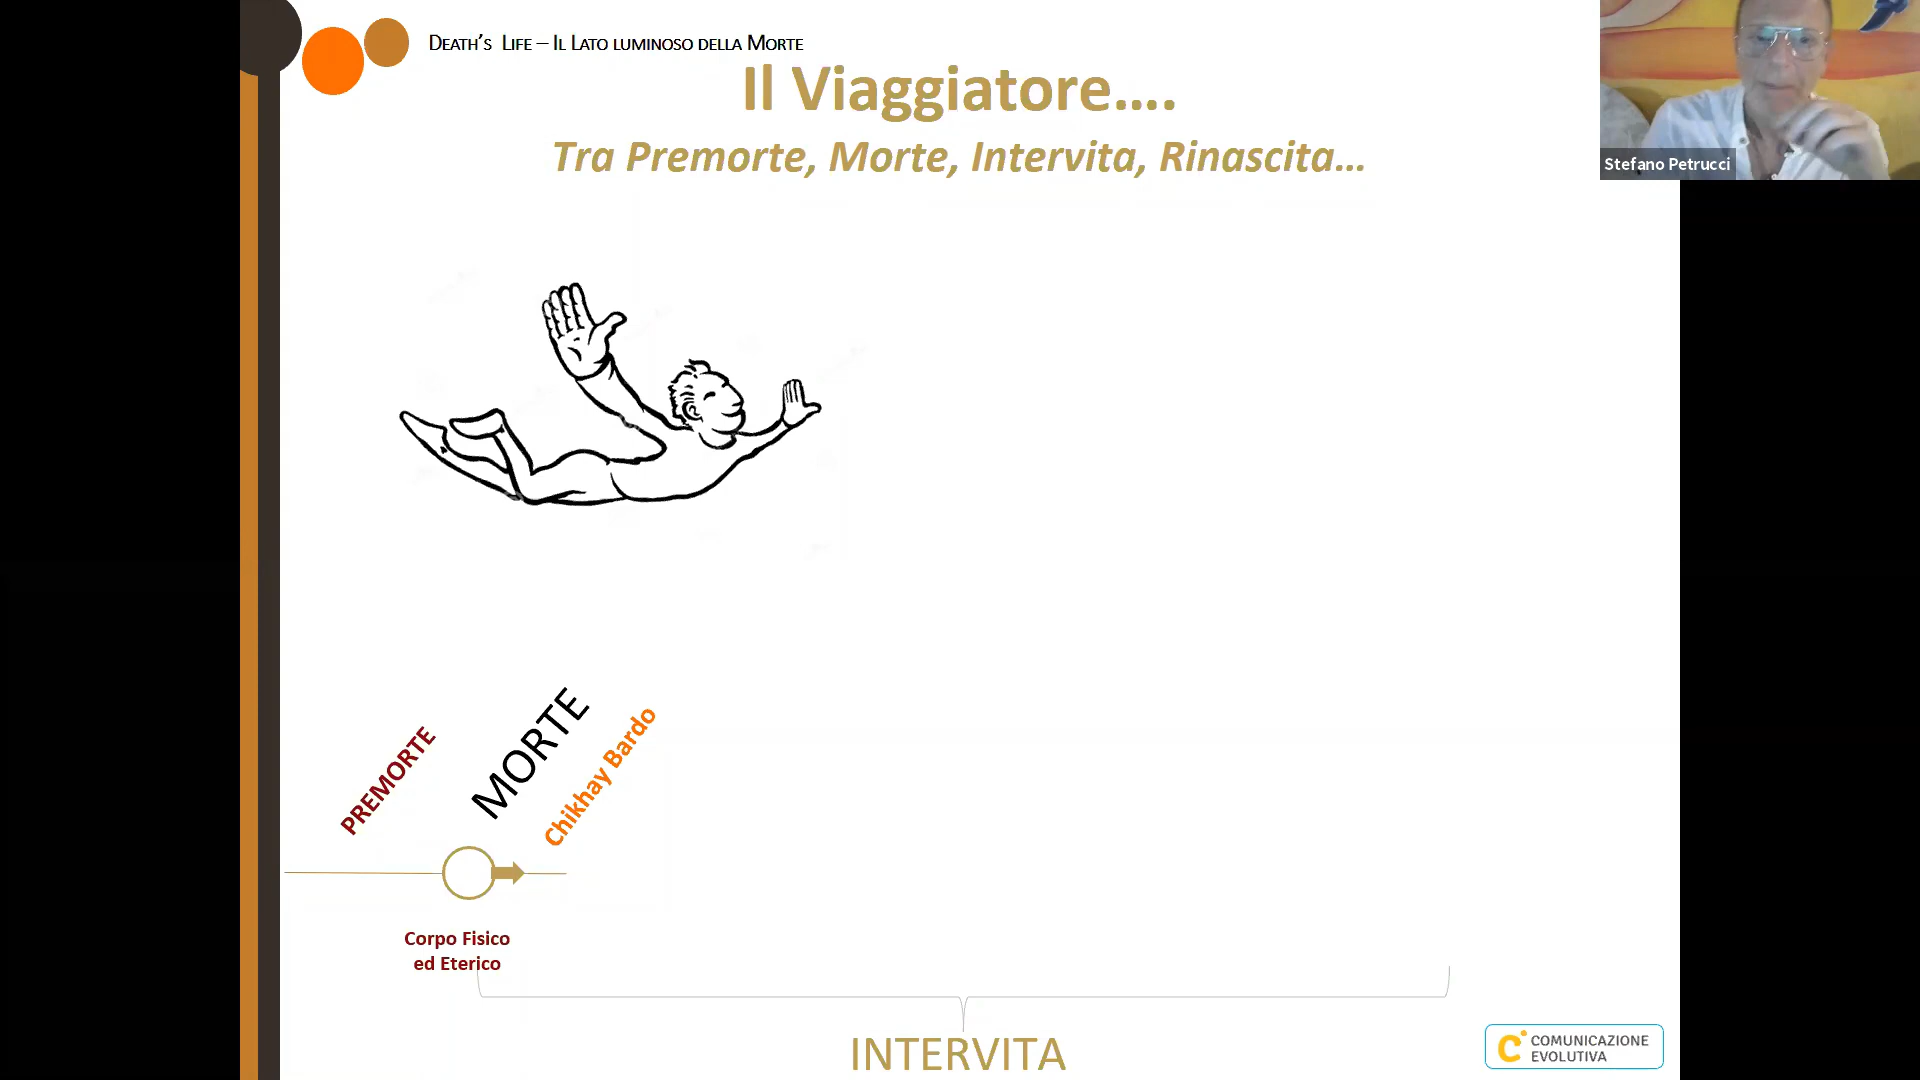 Death's Life – Il Lato luminoso della Morte
Il Viaggiatore....
Tra Premorte, Morte, Intervita, Rinascita...
Stefano Petrucci
PREMORTE
MORTE
Chikhay Bardo
Corpo Fisico
ed Eterico
INTERVITA
COMUNICAZIONE
EVOLUTIVA